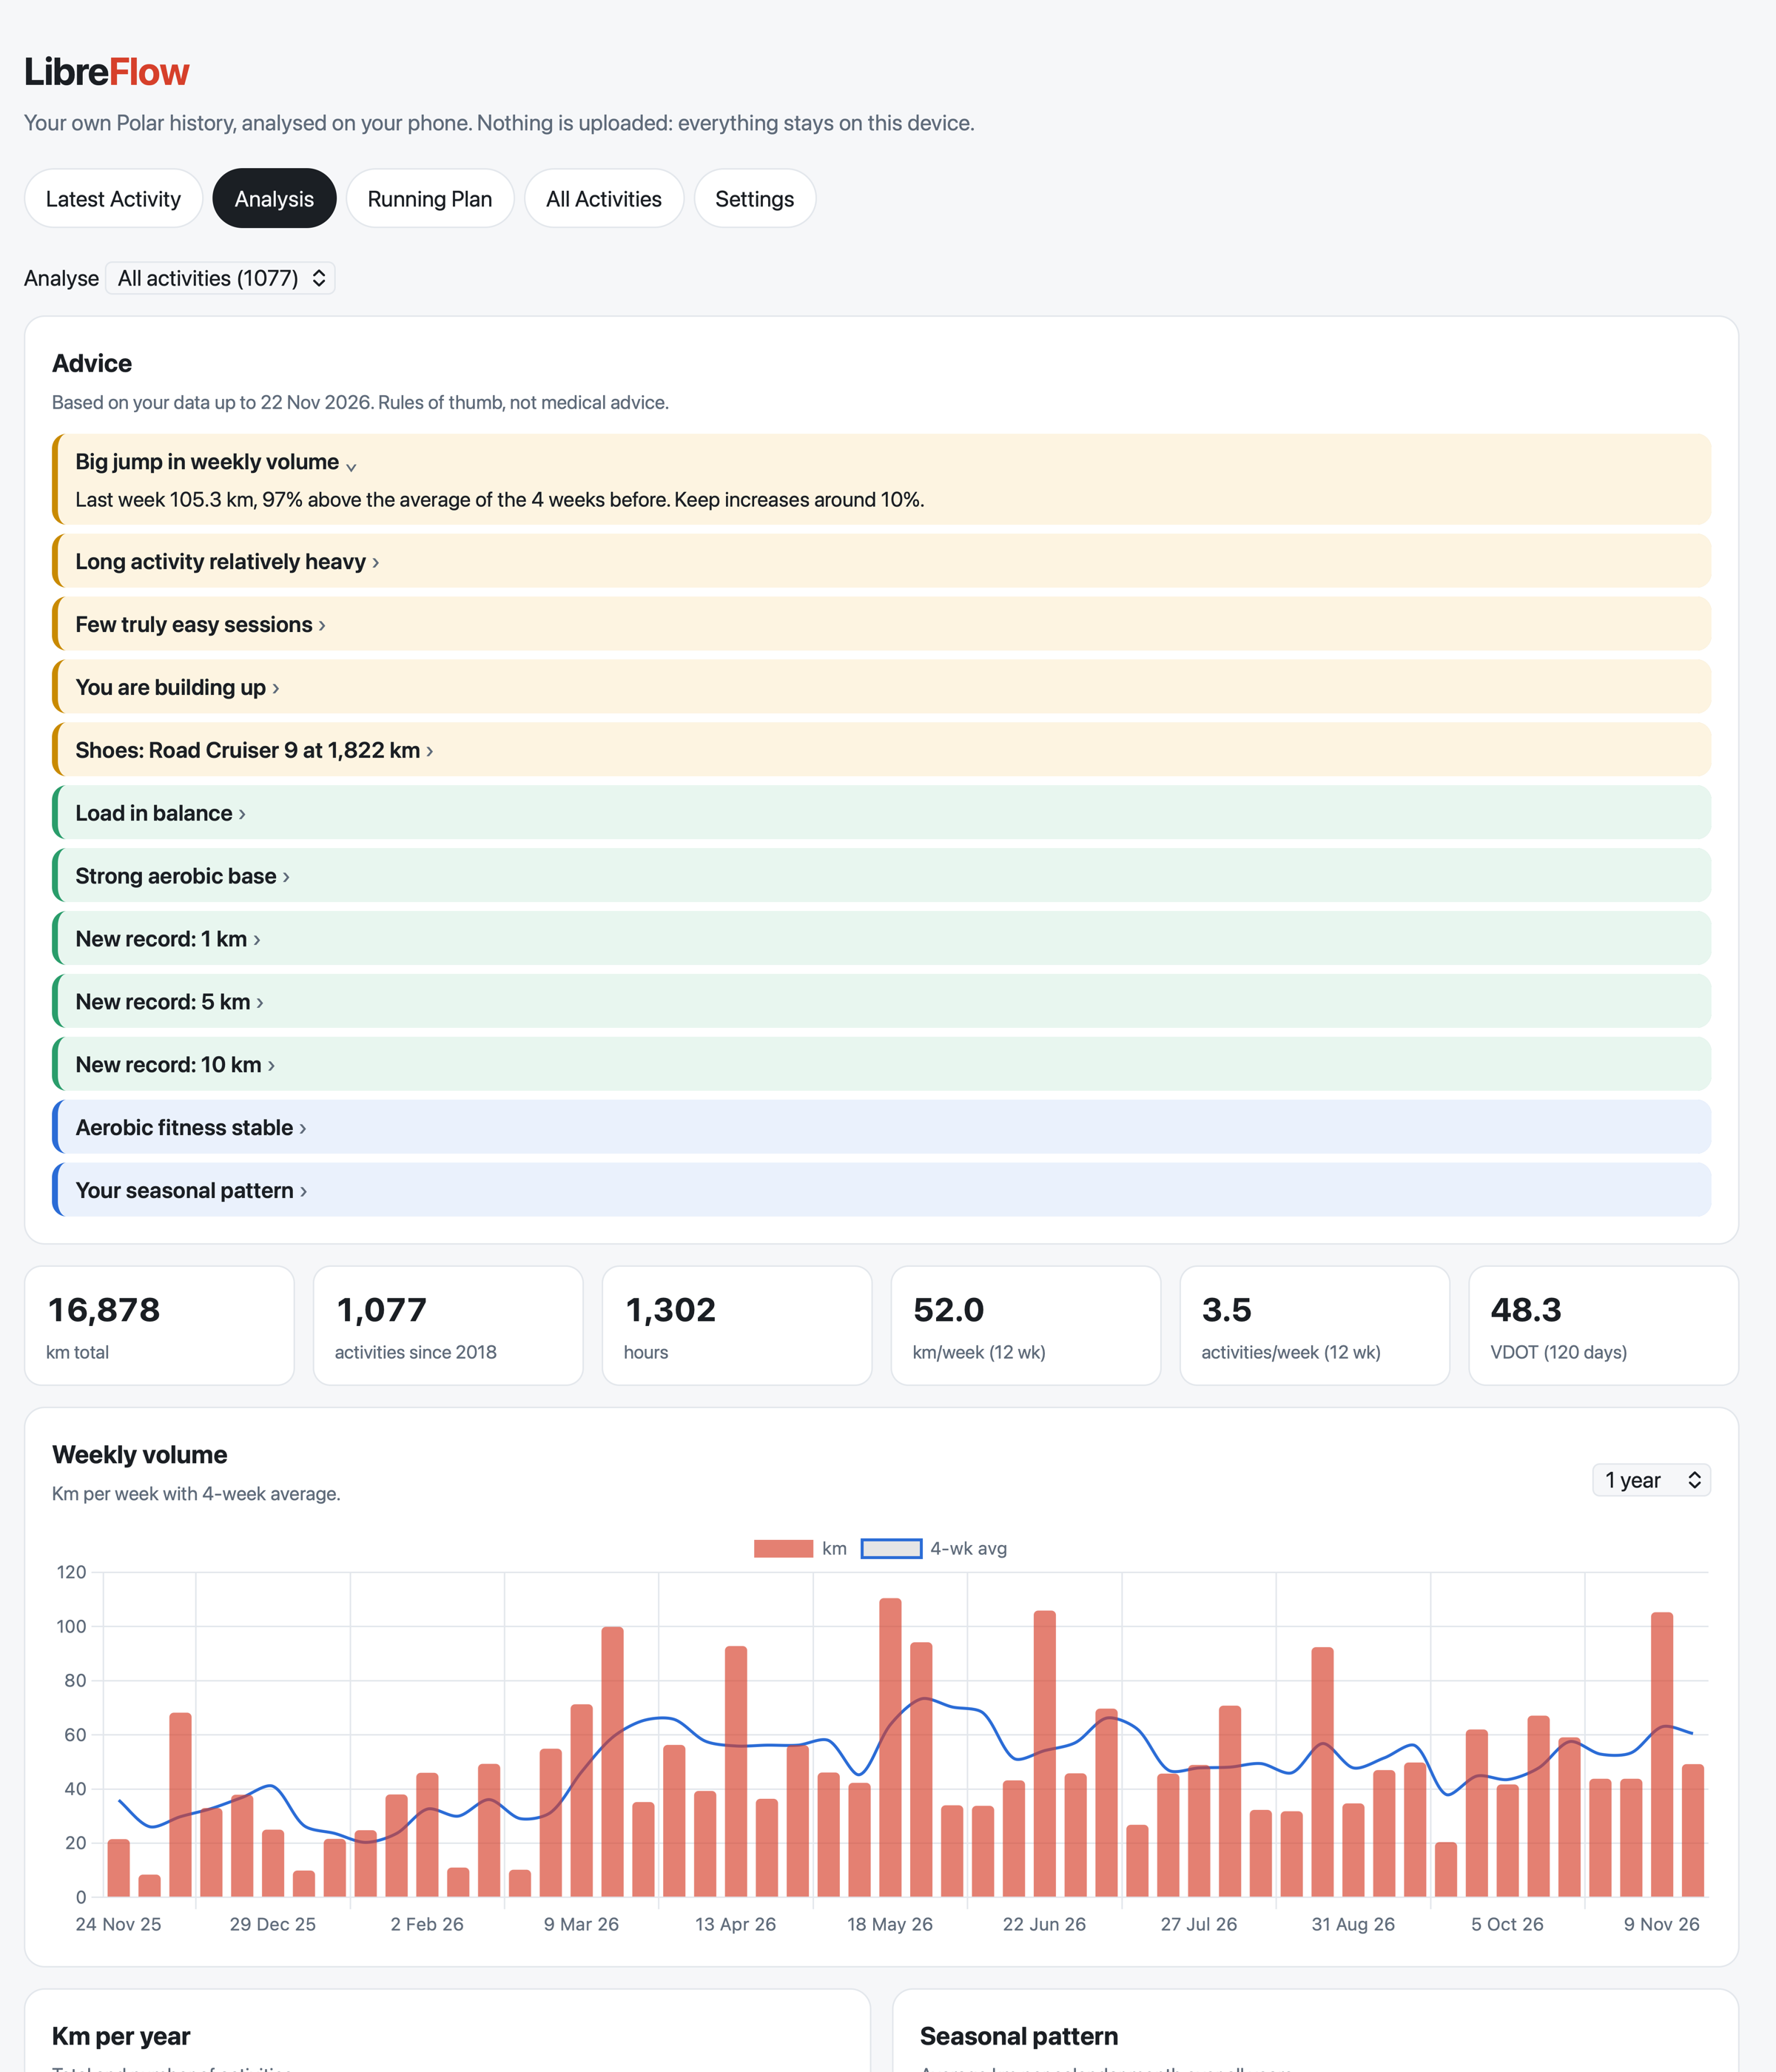 LibreFlow
Your own Polar history, analysed on your phone. Nothing is uploaded: everything stays on this device.
Latest Activity
Analysis
Running Plan
All Activities
Settings
Analyse All activities (1077)
Advice
Based on your data up to 22 Nov 2026. Rules of thumb, not medical advice.
Big jump in weekly volume
Last week 105.3 km, 97% above the average of the 4 weeks before. Keep increases around 10%.
Long activity relatively heavy ›
Few truly easy sessions ›
You are building up ›
Shoes: Road Cruiser 9 at 1,822 km ›
Load in balance ›
Strong aerobic base ›
New record: 1 km ›
New record: 5 km ›
New record: 10 km ›
Aerobic fitness stable ›
Your seasonal pattern ›
16,878
km total
1,077
activities since 2018
1,302
hours
52.0
km/week (12 wk)
3.5
activities/week (12 wk)
48.3
VDOT (120 days)
Weekly volume
Km per week with 4-week average.
1 year
km
4-wk avg
120
100
80
60
40
20
0
24 Nov 25
29 Dec 25
2 Feb 26
9 Mar 26
13 Apr 26
18 May 26
22 Jun 26
27 Jul 26
31 Aug 26
5 Oct 26
9 Nov 26
Km per year
Seasonal pattern